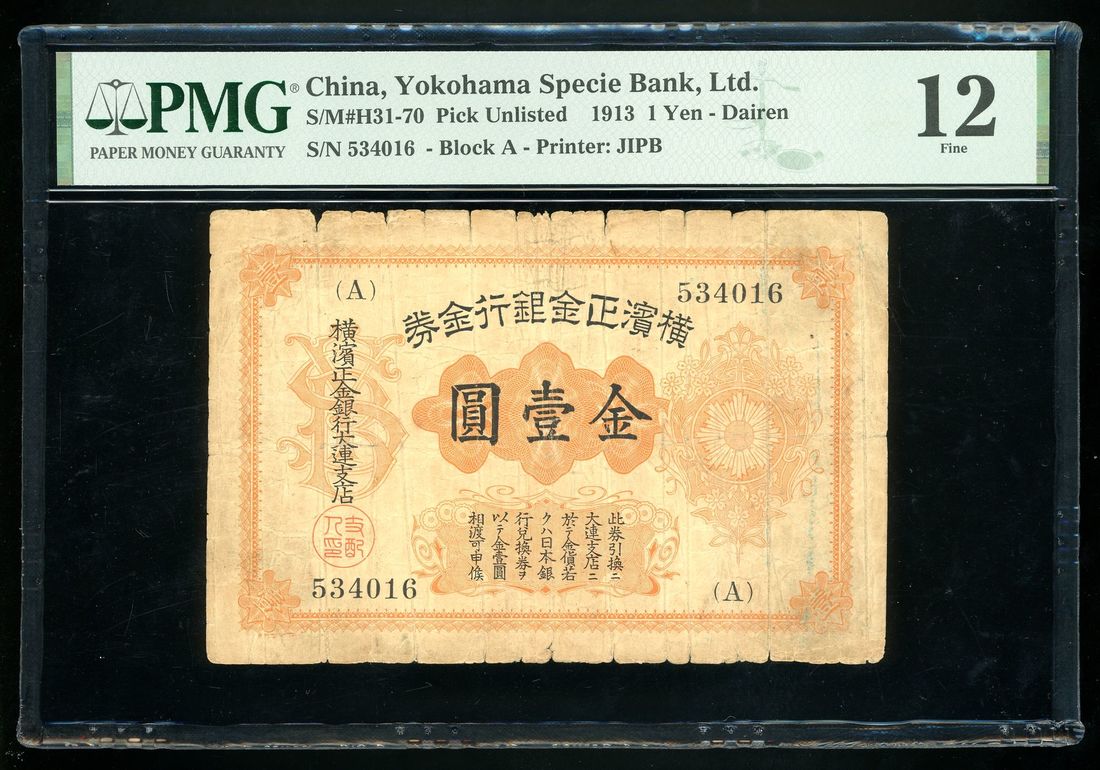 PMG®
PAPER MONEY GUARANTY
China, Yokohama Specie Bank, Ltd.
S/M#H31-70 Pick Unlisted 1913 1 Yen - Dairen
S/N 534016 - Block A - Printer: JIPB
12
Fine
(A)
534016
橫濱正金銀行金券
金壹圓
橫濱正金銀行大連支店
支配人印
此券引換ニ
大連支店ニ
於テ金貨若
クハ日本銀
行兌換券ヲ
以テ金壹圓
相渡可申候
534016
(A)